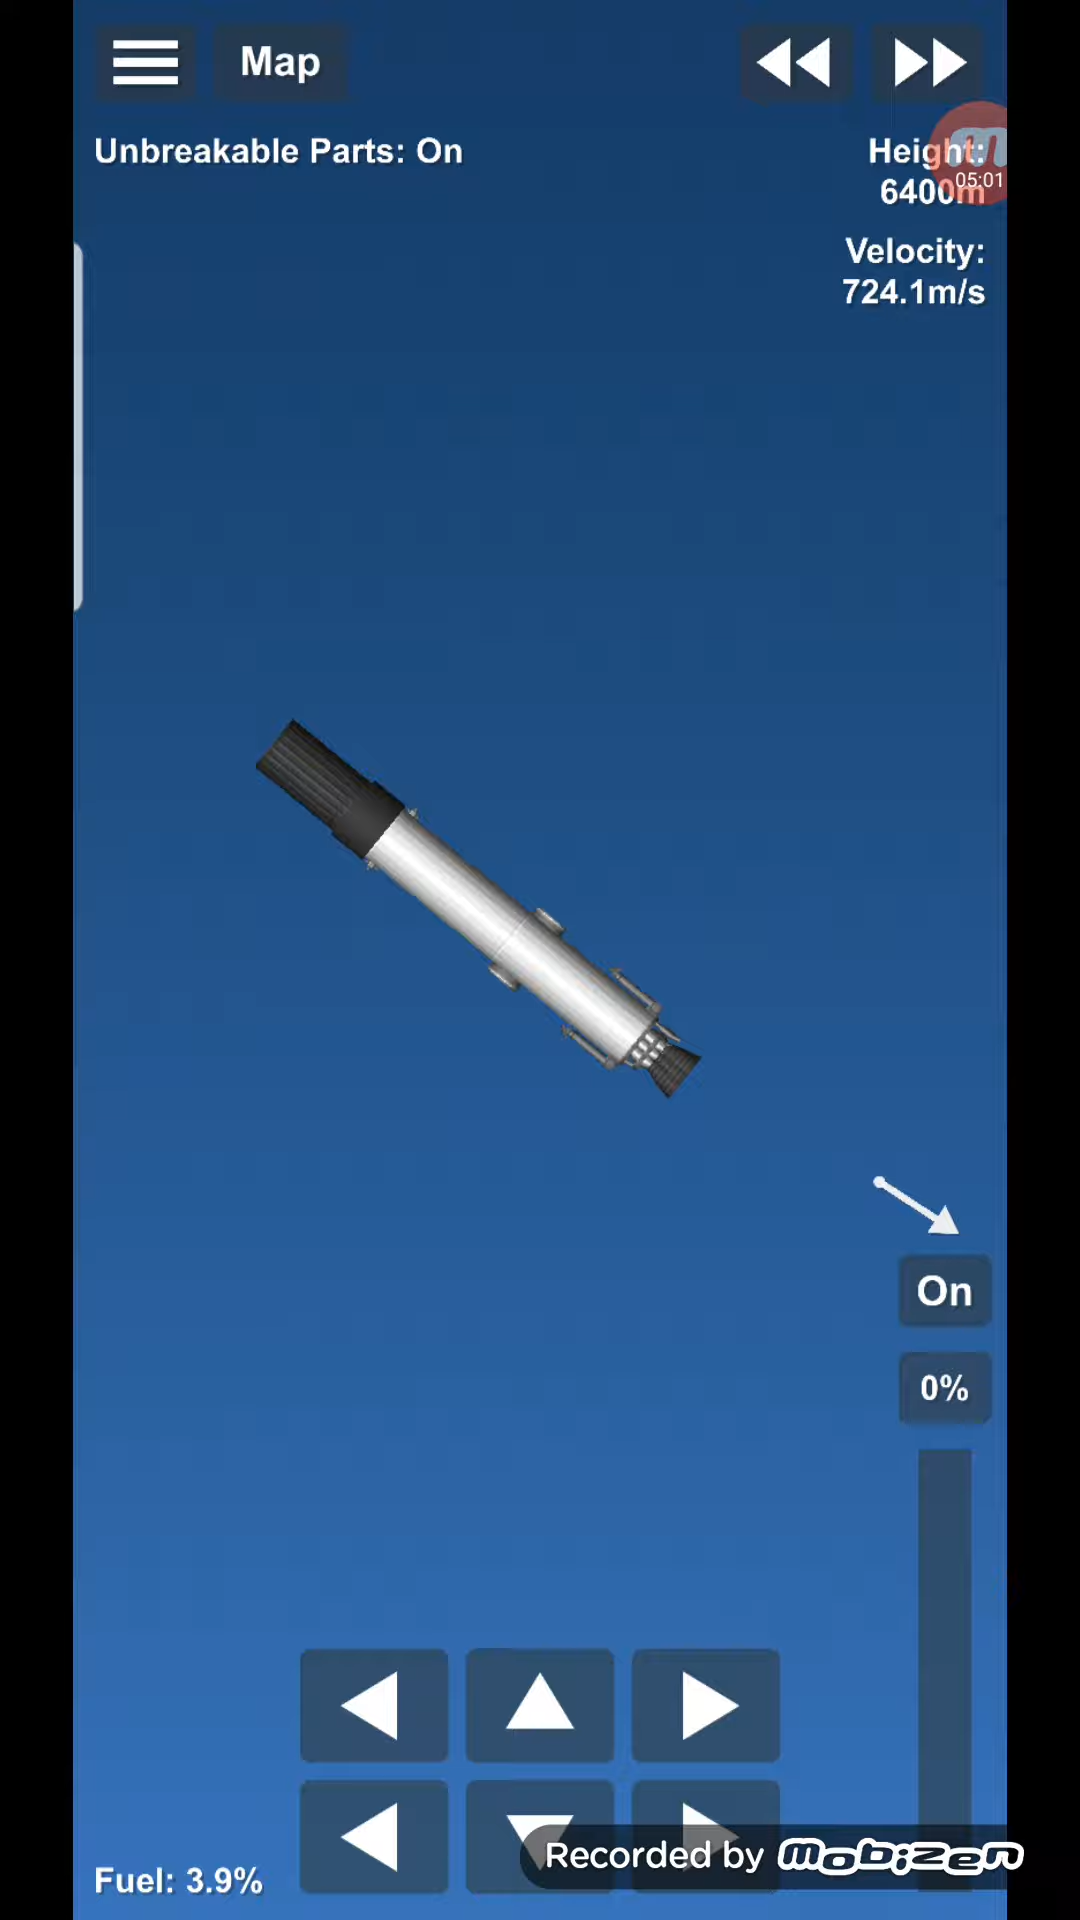 Map
Unbreakable Parts: On
Height:
6400m
05:01
Velocity:
724.1m/s
On
0%
Recorded by mobizen
Fuel: 3.9%